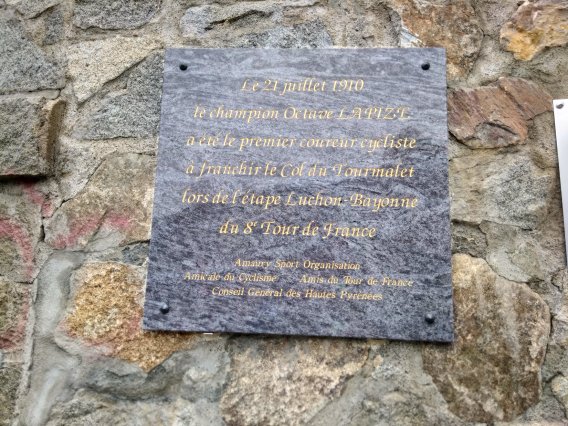 Le 21 juillet 1910
le champion Octave LAPIZE
a été le premier coureur cycliste
a franchir le Col du Tourmalet
lors de l'étape Luchon-Bayonne
du 8e Tour de France
Amaury Sport Organisation
Amicale du Cyclisme Amis du Tour de France
Conseil Général des Hautes Pyrénées